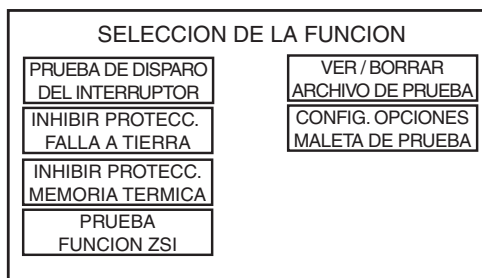 SELECCION DE LA FUNCION
PRUEBA DE DISPARO
DEL INTERRUPTOR
INHIBIR PROTECC.
FALLA A TIERRA
INHIBIR PROTECC.
MEMORIA TERMICA
PRUEBA
FUNCION ZSI
VER / BORRAR
ARCHIVO DE PRUEBA
CONFIG. OPCIONES
MALETA DE PRUEBA